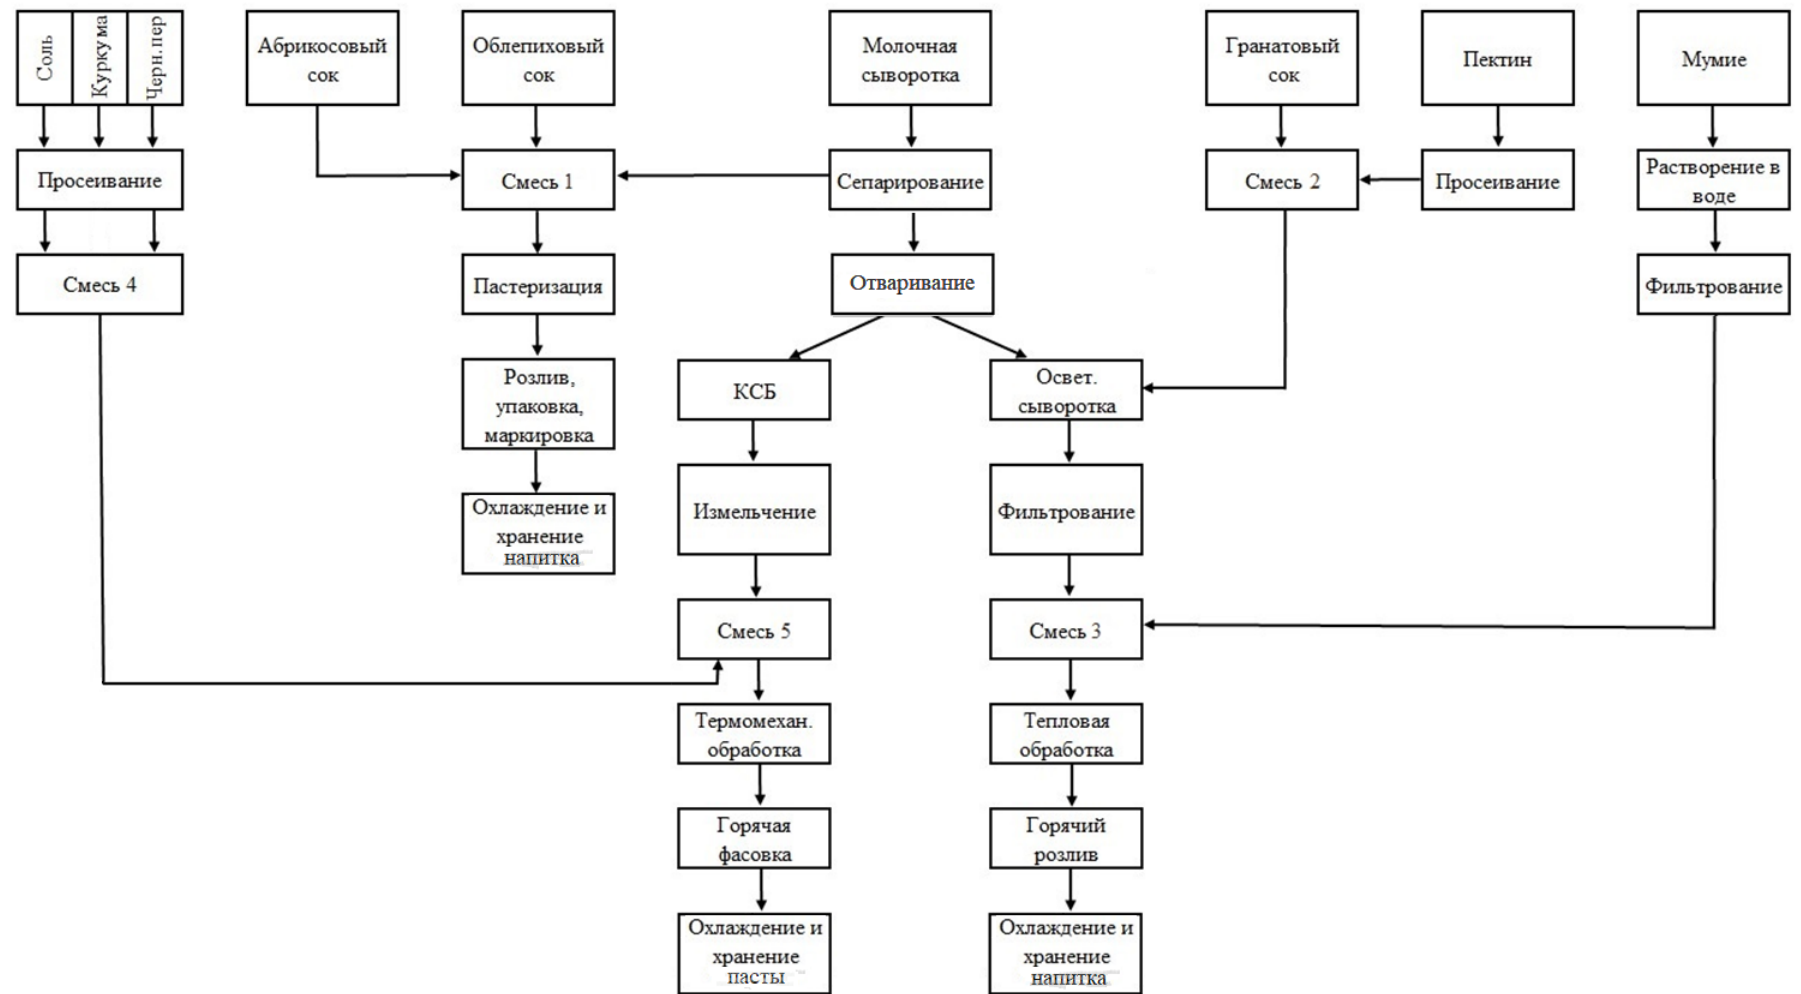 Соль
Куркума
Черн.пер
Абрикосовый
сок
Облепиховый
сок
Молочная
сыворотка
Гранатовый
сок
Пектин
Мумие
Просеивание
Смесь 1
Сепарирование
Смесь 2
Просеивание
Растворение в
воде
Смесь 4
Пастеризация
Отваривание
Фильтрование
Розлив,
упаковка,
маркировка
КСБ
Освет.
сыворотка
Охлаждение и
хранение
напитка
Измельчение
Фильтрование
Смесь 5
Смесь 3
Термомехан.
обработка
Тепловая
обработка
Горячая
фасовка
Горячий
розлив
Охлаждение и
хранение
пасты
Охлаждение и
хранение
напитка